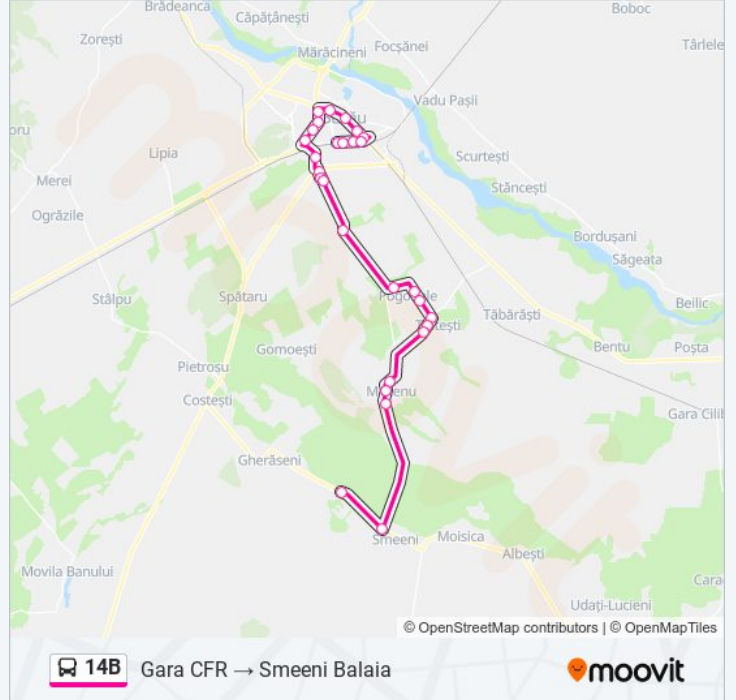 Brădeanca
Boboc
Căpățânești
Zorești
Focșănei
Târlele
Mărăcineni
Vadu Pașii
Lipia
Scurtești
Merei
Stăncești
Ogrăzile
Bordușani
Săgeata
Stâlpu
Spătaru
Beilic
Tăbărăști
Gomoești
Bentu
Poșta
Pietroșu
Costești
Gara Cilib
Gherăseni
Smeeni
Moisica
Albești
Movila Banului
Cara
Udați-Lucieni
© OpenStreetMap contributors | © OpenMapTiles
14B Gara CFR → Smeeni Balaia
moovit